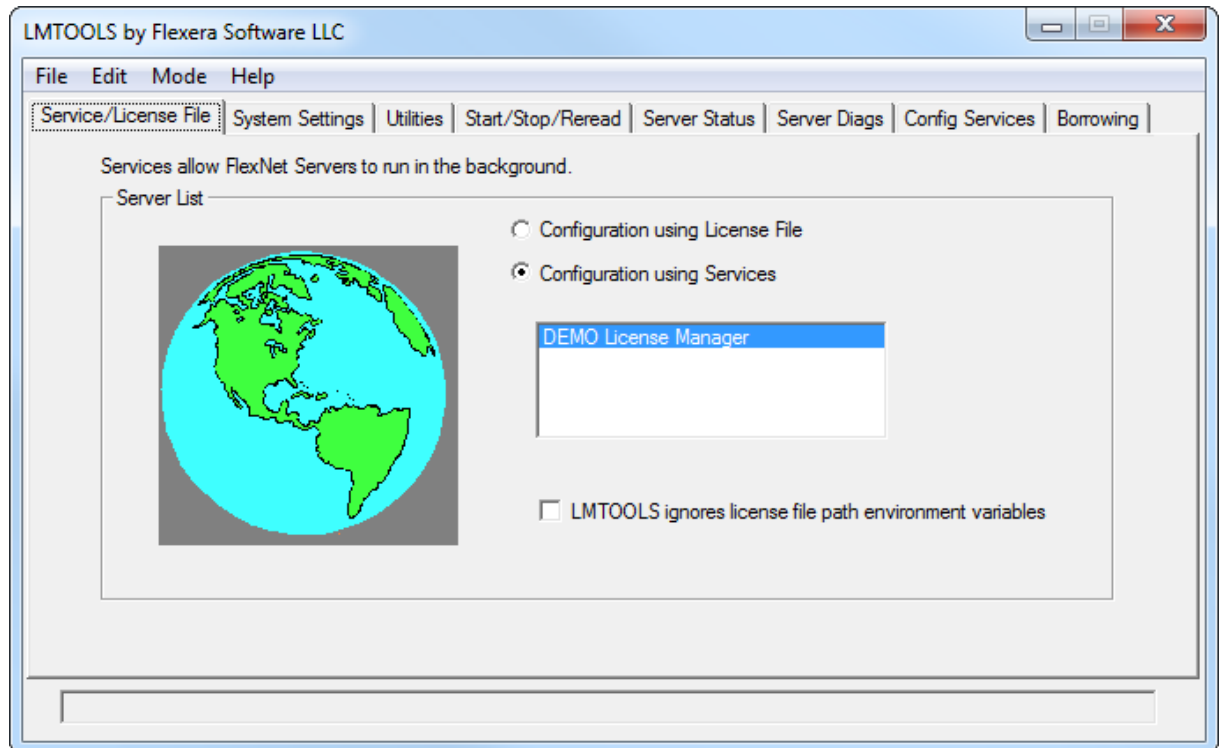 LMTOOLS by Flexera Software LLC
File Edit Mode Help
Service/License File System Settings Utilities Start/Stop/Reread Server Status Server Diags Config Services Borrowing
Services allow FlexNet Servers to run in the background.
Server List
Configuration using License File
Configuration using Services
DEMO License Manager
LMTOOLS ignores license file path environment variables